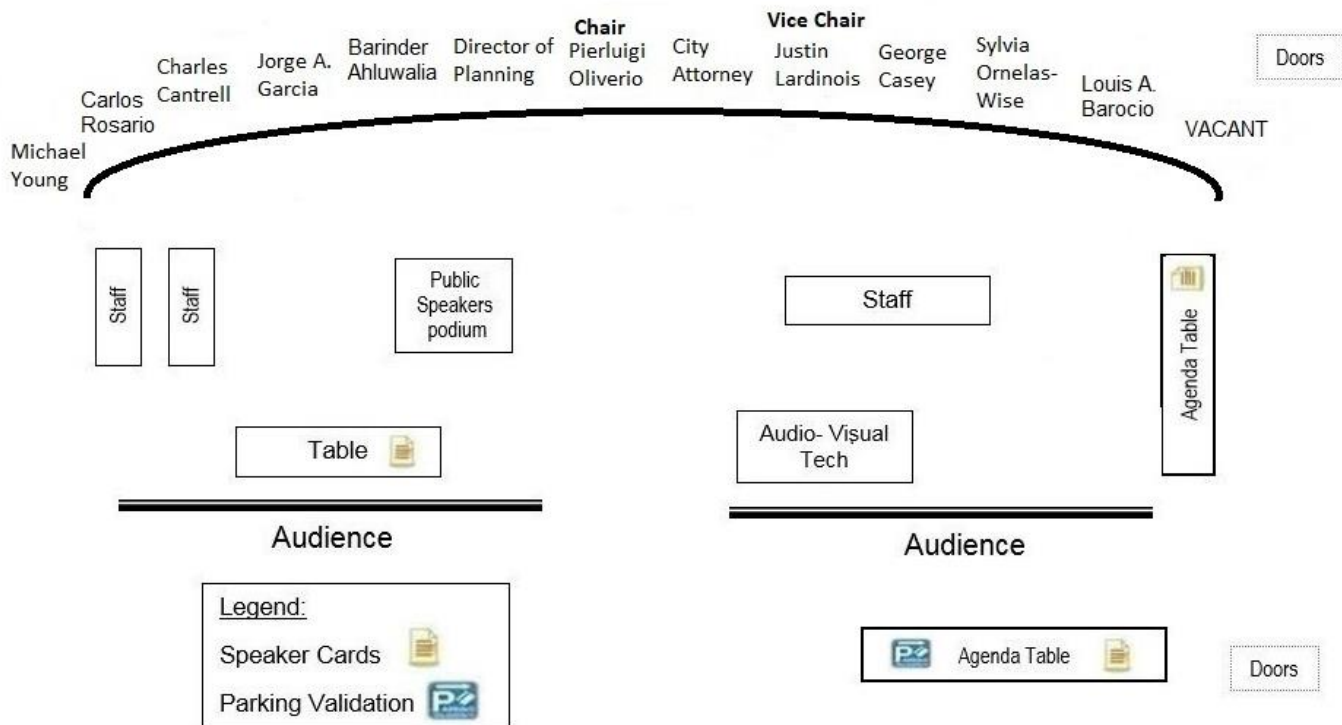 Chair
Vice Chair
Michael
Young
Carlos
Rosario
Charles
Cantrell
Jorge A.
Garcia
Barinder
Ahluwalia
Director of
Planning
Pierluigi
Oliverio
City
Attorney
Justin
Lardinois
George
Casey
Sylvia
Ornelas-
Wise
Louis A.
Barocio
VACANT
Doors
Staff
Staff
Public
Speakers
podium
Staff
Agenda Table
Table
Audio- Visual
Tech
Audience
Audience
Legend:
Speaker Cards
Parking Validation
P
P
Agenda Table
Doors